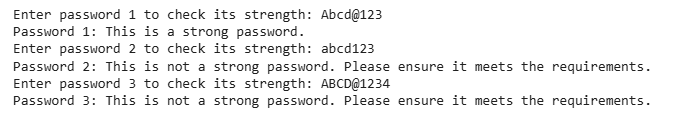 Enter password 1 to check its strength: Abcd@123
Password 1: This is a strong password.
Enter password 2 to check its strength: abcd123
Password 2: This is not a strong password. Please ensure it meets the requirements.
Enter password 3 to check its strength: ABCD@1234
Password 3: This is not a strong password. Please ensure it meets the requirements.